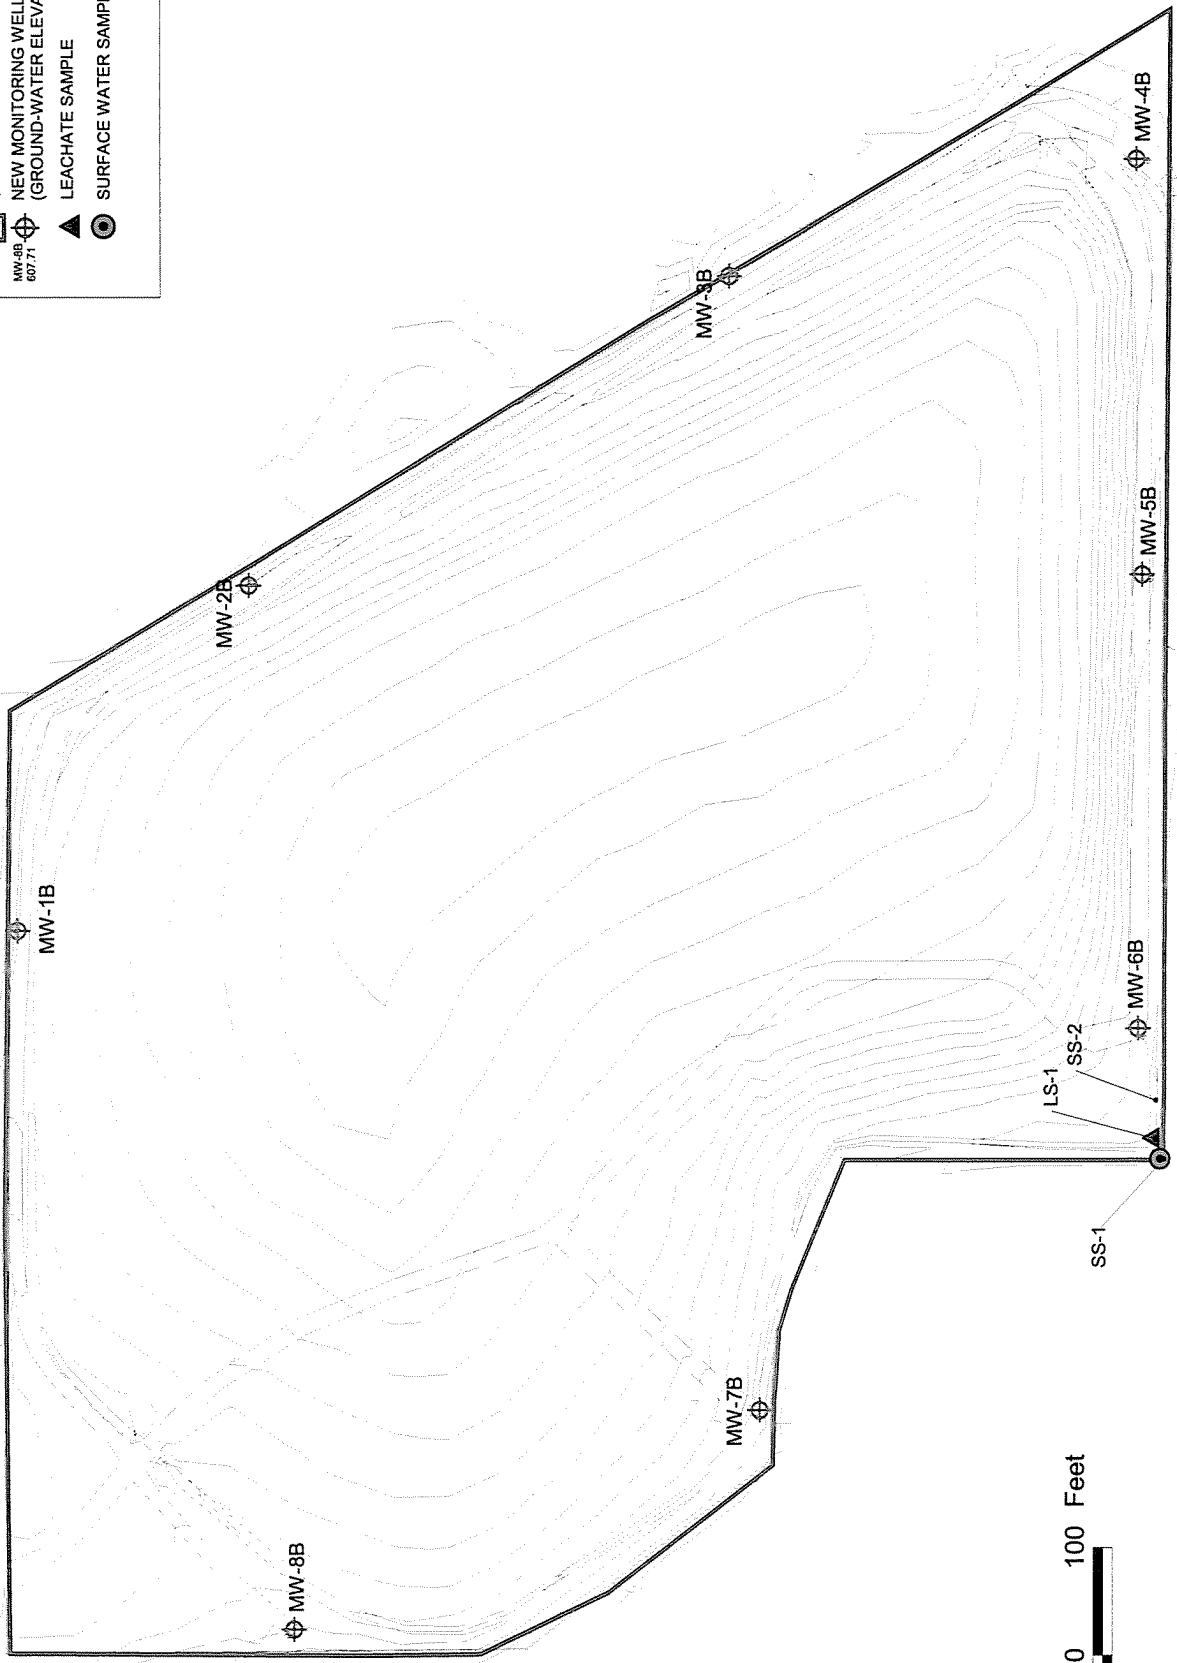 MW-8B
607.71
NEW MONITORING WELL
(GROUND-WATER
LEACHATE SAMPLE
SURFACE WATER
MW-4B
MW-3B
MW-5B
MW-2B
MW-1B
MW-6B
SS-2
LS-1
SS-1
MW-7B
MW-8B
0 100 Feet